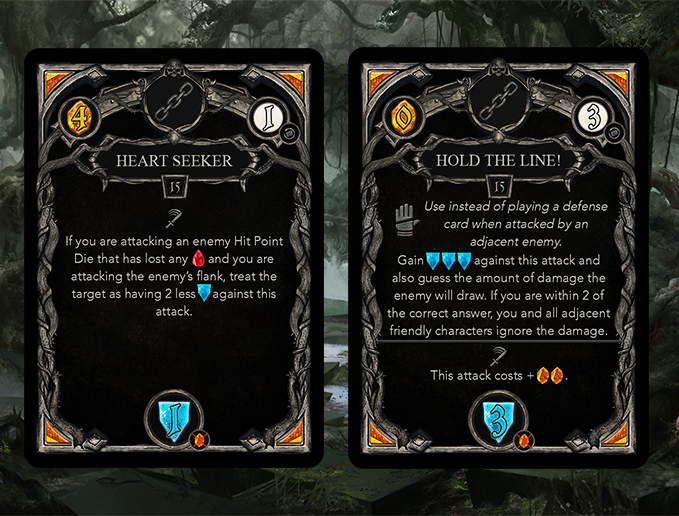 4
1
HEART SEEKER
15
If you are attacking an enemy Hit Point
Die that has lost any and you are
attacking the enemy's flank, treat the
target as having 2 less against this
attack.
1
0
3
HOLD THE LINE!
15
Use instead of playing a defense
card when attacked by an
adjacent enemy.
Gain against this attack and
also guess the amount of damage the
enemy will draw. If you are within 2 of
the correct answer, you and all adjacent
friendly characters ignore the damage.
This attack costs + .
3